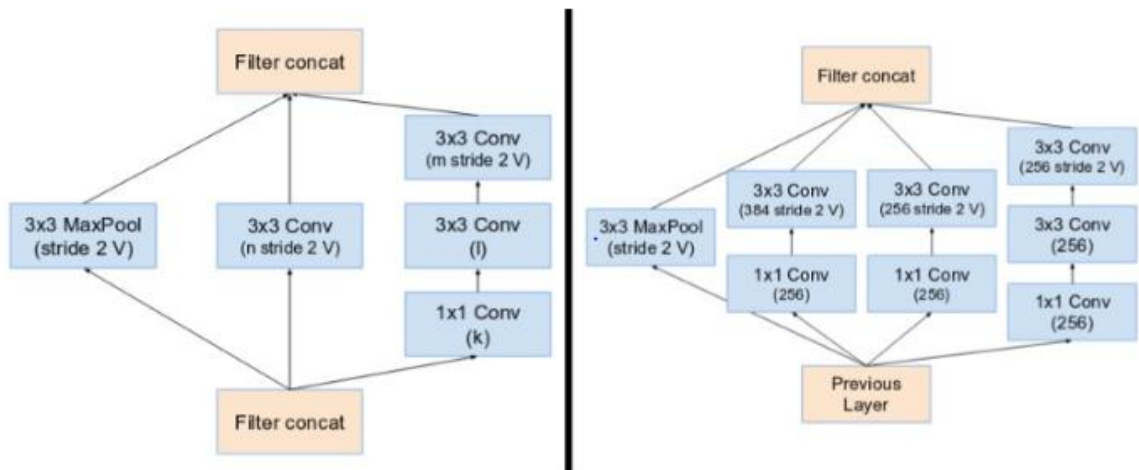 Filter concat
3x3 Conv
(m stride 2 V)
3x3 MaxPool
(stride 2 V)
3x3 Conv
(n stride 2 V)
3x3 Conv
(l)
1x1 Conv
(k)
Filter concat
Filter concat
3x3 Conv
(256 stride 2 V)
3x3 MaxPool
(stride 2 V)
3x3 Conv
(384 stride 2 V)
3x3 Conv
(256 stride 2 V)
3x3 Conv
(256)
1x1 Conv
(256)
1x1 Conv
(256)
1x1 Conv
(256)
Previous
Layer